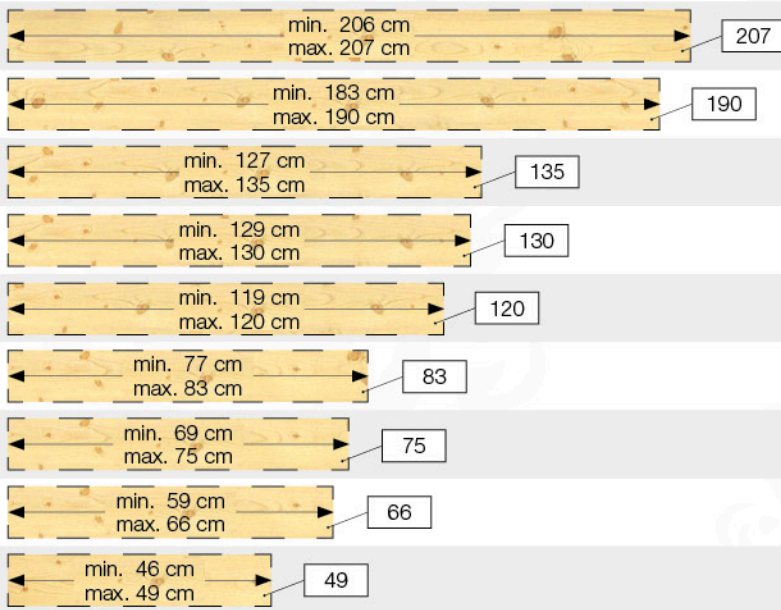 min. 206 cm
max. 207 cm
207
min. 183 cm
max. 190 cm
190
min. 127 cm
max. 135 cm
135
min. 129 cm
max. 130 cm
130
min. 119 cm
max. 120 cm
120
min. 77 cm
max. 83 cm
83
min. 69 cm
max. 75 cm
75
min. 59 cm
max. 66 cm
66
min. 46 cm
max. 49 cm
49